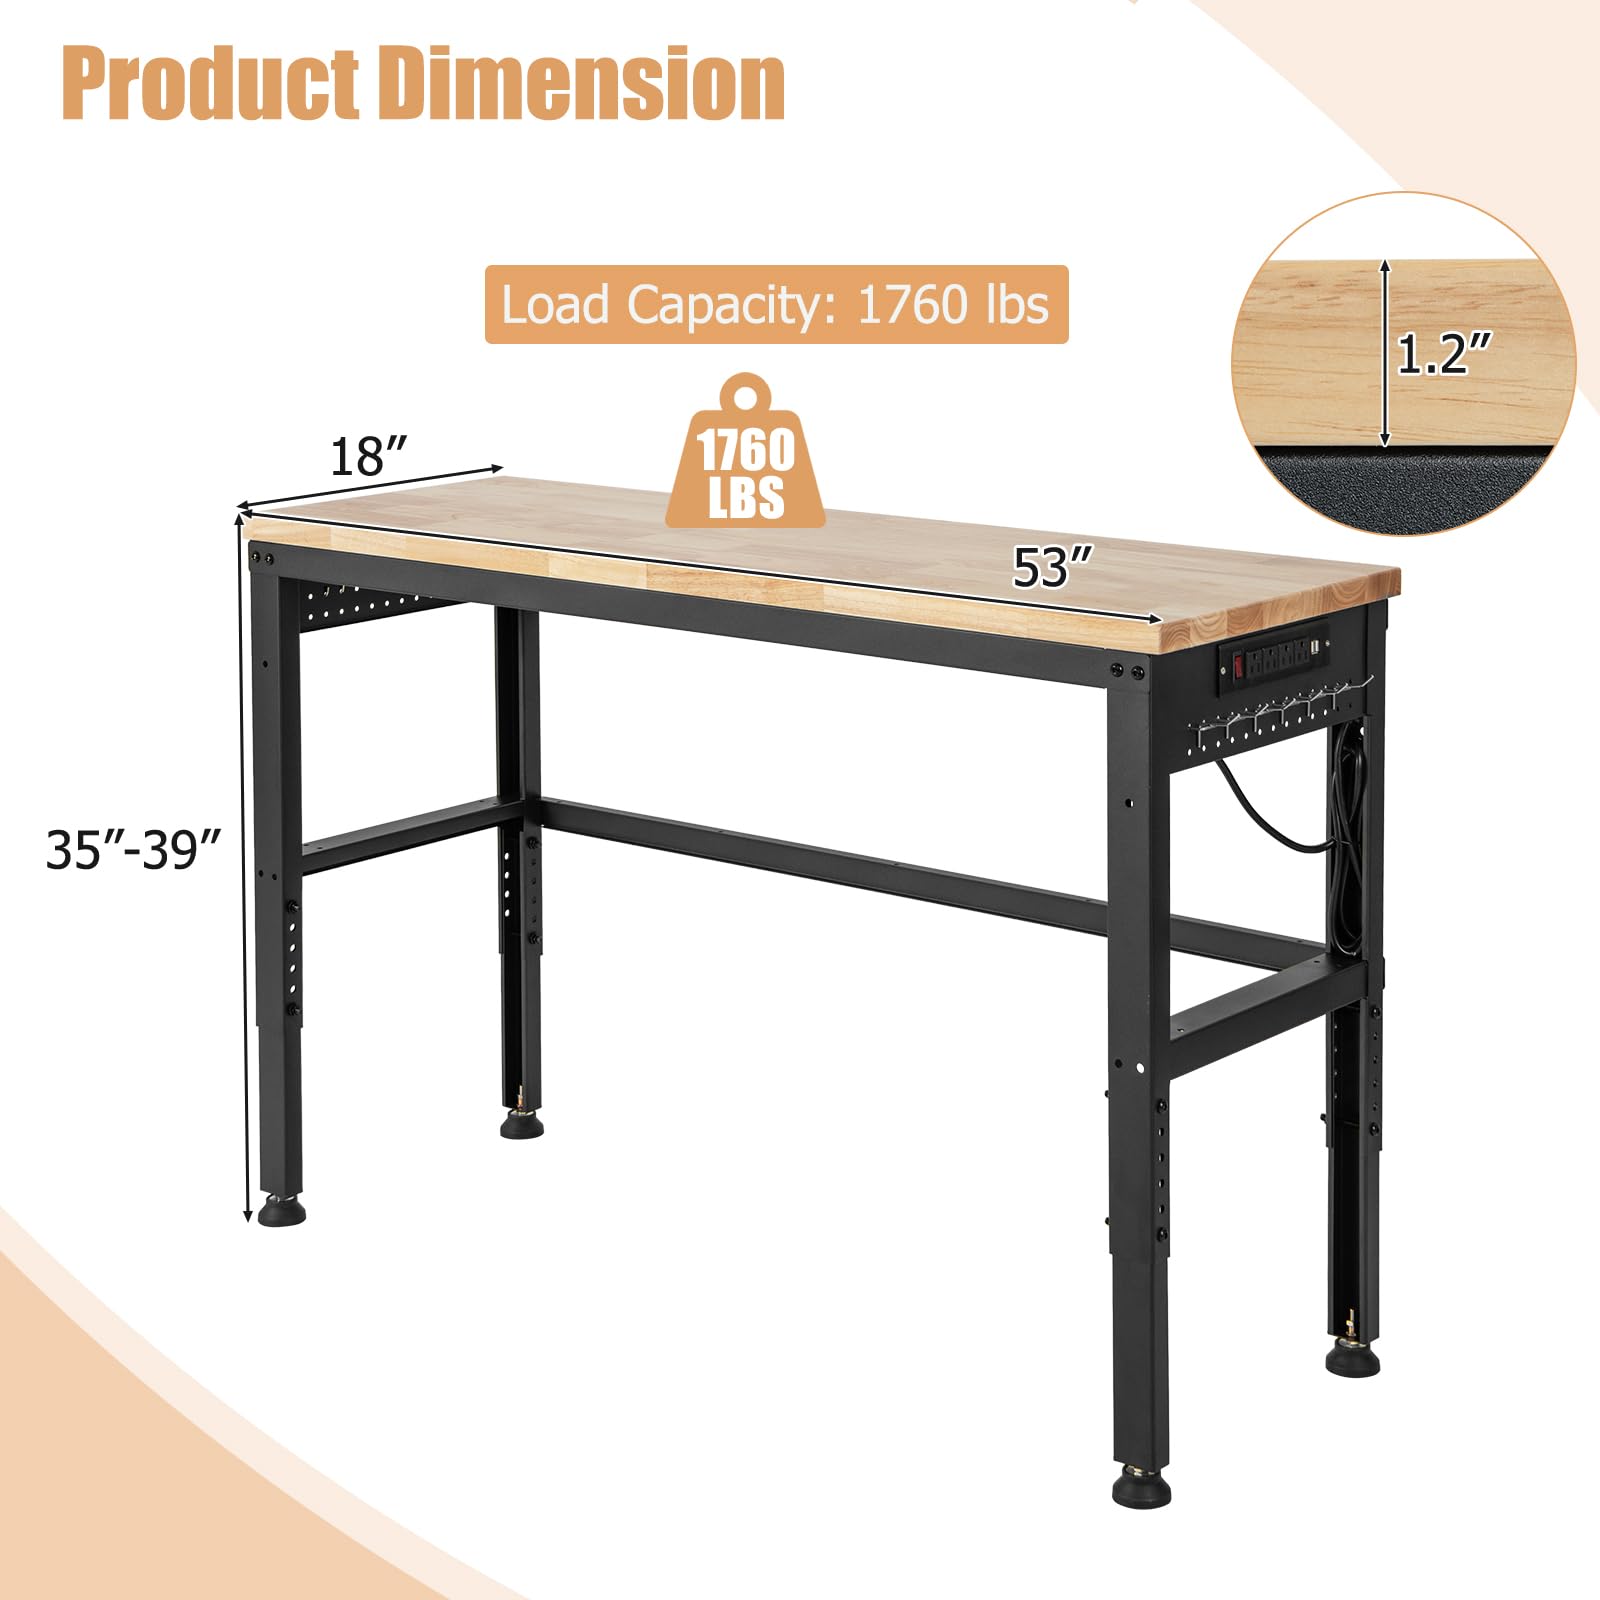 Product Dimension
Load Capacity: 1760 lbs
1.2”
1760
LBS
18”
53”
35”-39”